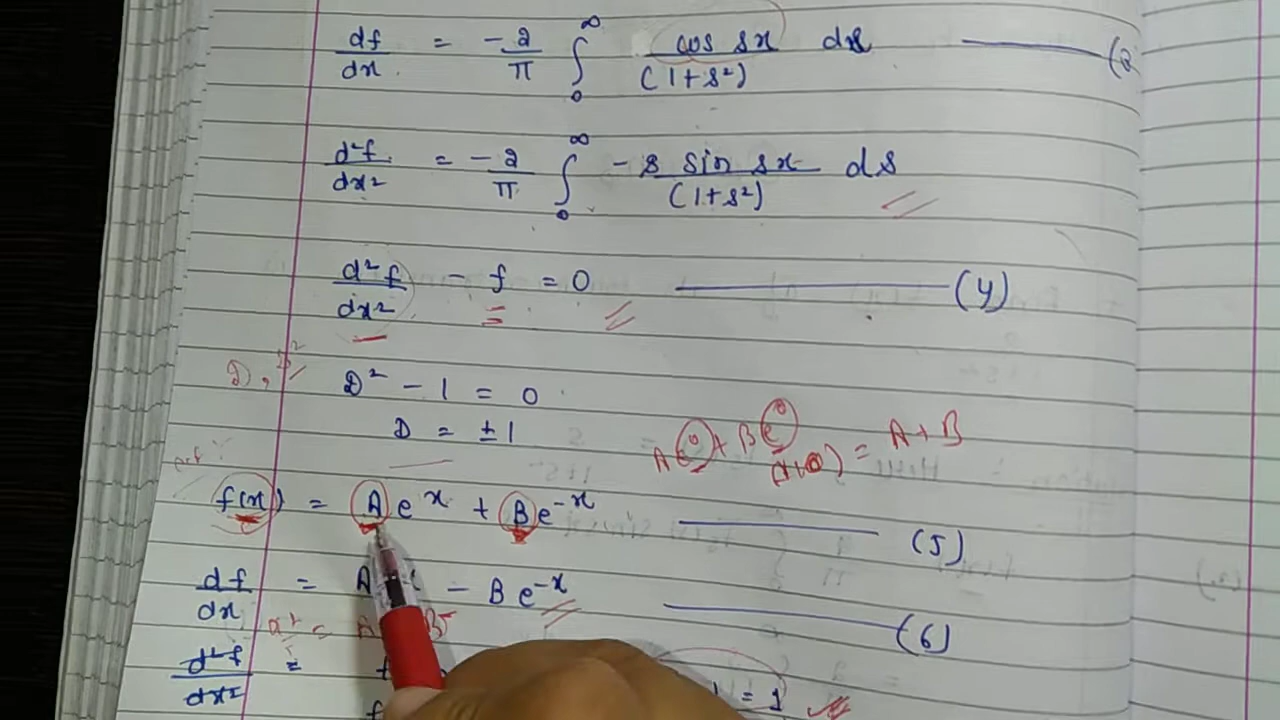 df/dx = -2/π ∫₀^∞ cos sx/(1+s²) ds
d²f/dx² = -2/π ∫₀^∞ -s sin sx/(1+s²) ds
d²f/dx² - f = 0 (4)
D² - 1 = 0
D = ±1
Ae⁰ + Be⁰ = A+B
f(x) = Ae^x + Be^-x (5)
df/dx = A - Be^-x (6)
d²f/dx² =
= 1